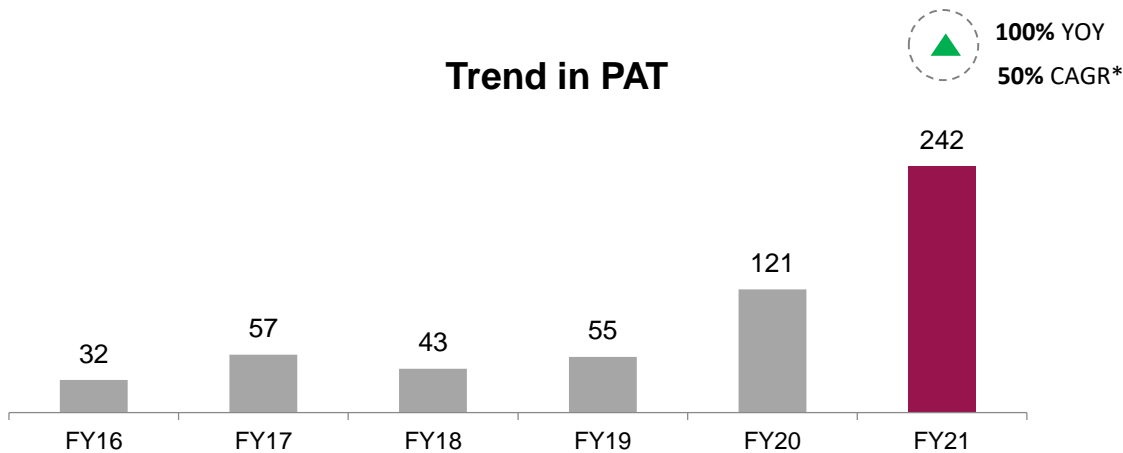 100% YOY
Trend in PAT
50% CAGR*
242
121
57
55
43
32
FY16 FY17 FY18 FY19 FY20 FY21